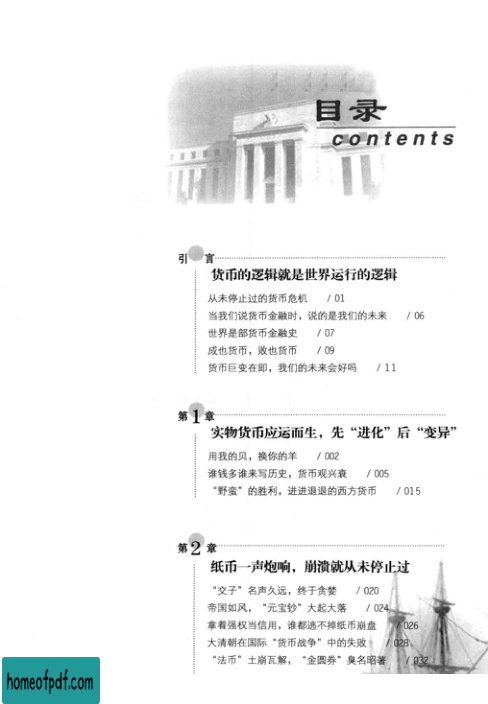 目录
contents
引言
货币的逻辑就是世界运行的逻辑
从未停止过的货币危机 / 01
当我们说货币金融时，说的是我们的未来 / 06
世界是部货币金融史 / 07
成也货币，败也货币 / 09
货币巨变在即，我们的未来会好吗 / 11
第1章
实物货币应运而生，先“进化”后“变异”
用我的贝，换你的羊 / 002
谁钱多谁来写历史，货币观兴衰 / 005
“野蛮”的胜利，进进退退的西方货币 / 015
第2章
纸币一声炮响，崩溃就从未停止过
“交子”名声久远，终于贪婪 / 020
帝国如风，“元宝钞”大起大落 / 024
拿着强权当信用，谁都逃不掉纸币崩盘 / 026
大清朝在国际“货币战争”中的失败 / 028
“法币”土崩瓦解，“金圆券”臭名昭著 / 032
homeofpdf.com